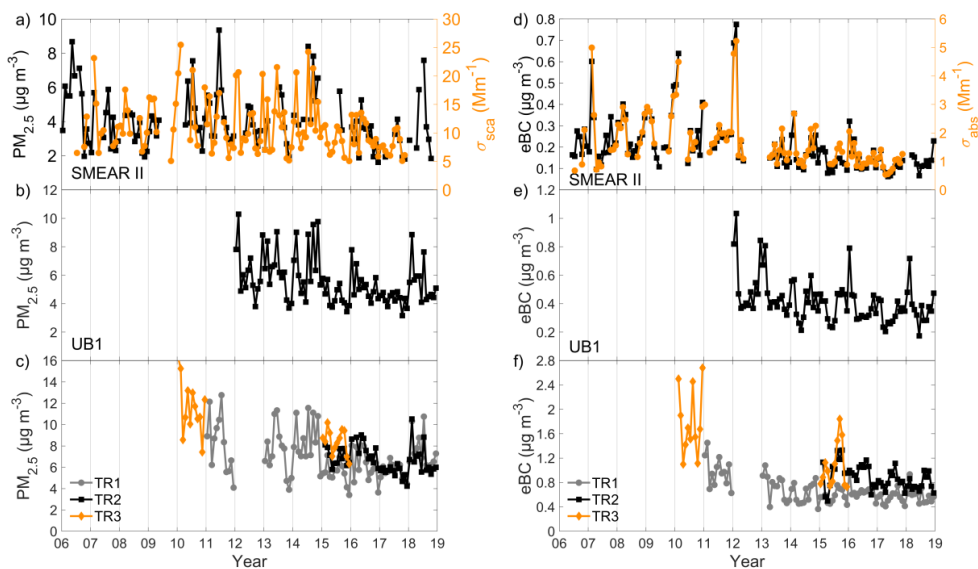 a)
PM2.5 (µg m-3)
10
8
6
4
2
SMEAR II
30
25
20
15
10
5
0
σsca (Mm-1)
b)
PM2.5 (µg m-3)
12
10
8
6
4
2
UB1
c)
PM2.5 (µg m-3)
16
14
12
10
8
6
4
2
0
TR1
TR2
TR3
06 07 08 09 10 11 12 13 14 15 16 17 18 19
Year
d)
eBC (µg m-3)
0.8
0.7
0.6
0.5
0.4
0.3
0.2
0.1
SMEAR II
6
5
4
3
2
1
0
σabs (Mm-1)
e)
eBC (µg m-3)
1.2
1
0.8
0.6
0.4
0.2
UB1
f)
eBC (µg m-3)
2.8
2.4
2
1.6
1.2
0.8
0.4
0
TR1
TR2
TR3
06 07 08 09 10 11 12 13 14 15 16 17 18 19
Year